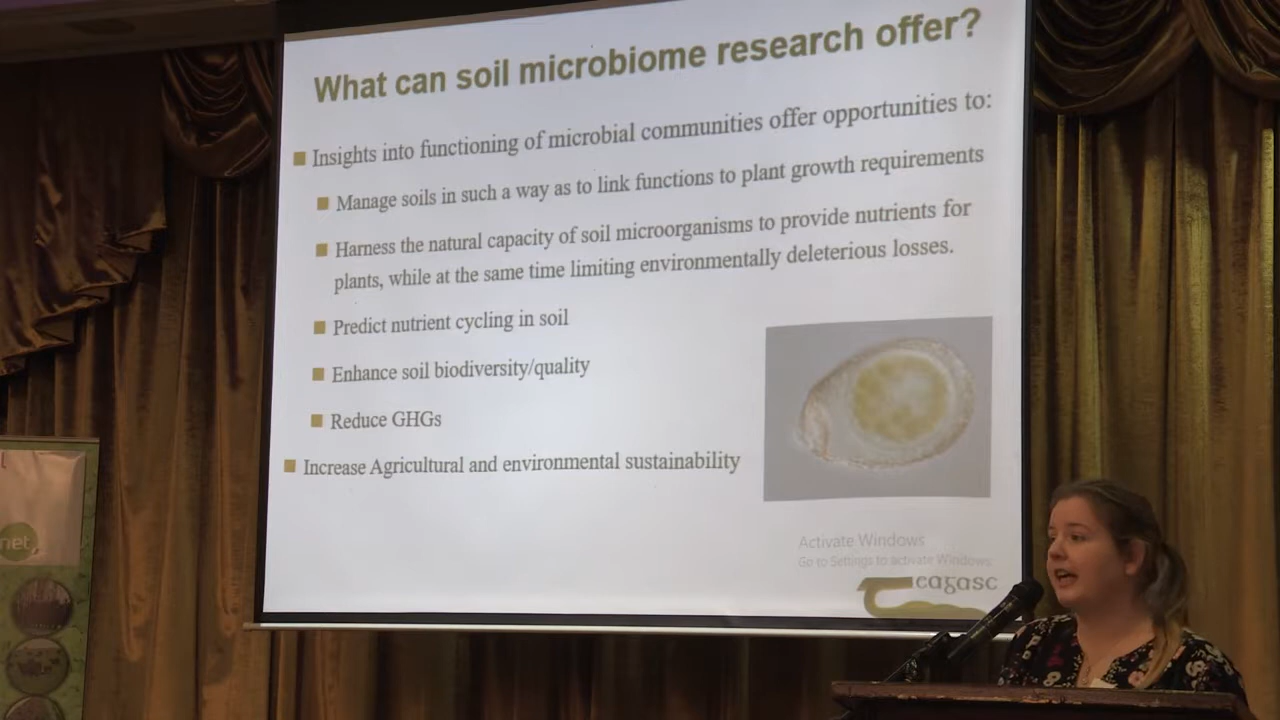 What can soil microbiome research offer?
Insights into functioning of microbial communities offer opportunities to:
Manage soils in such a way as to link functions to plant growth requirements
Harness the natural capacity of soil microorganisms to provide nutrients for
plants, while at the same time limiting environmentally deleterious losses.
Predict nutrient cycling in soil
Enhance soil biodiversity/quality
Reduce GHGs
Increase Agricultural and environmental sustainability
Activate Windows
Go to Settings to activate Windows.
eagasc
L
net